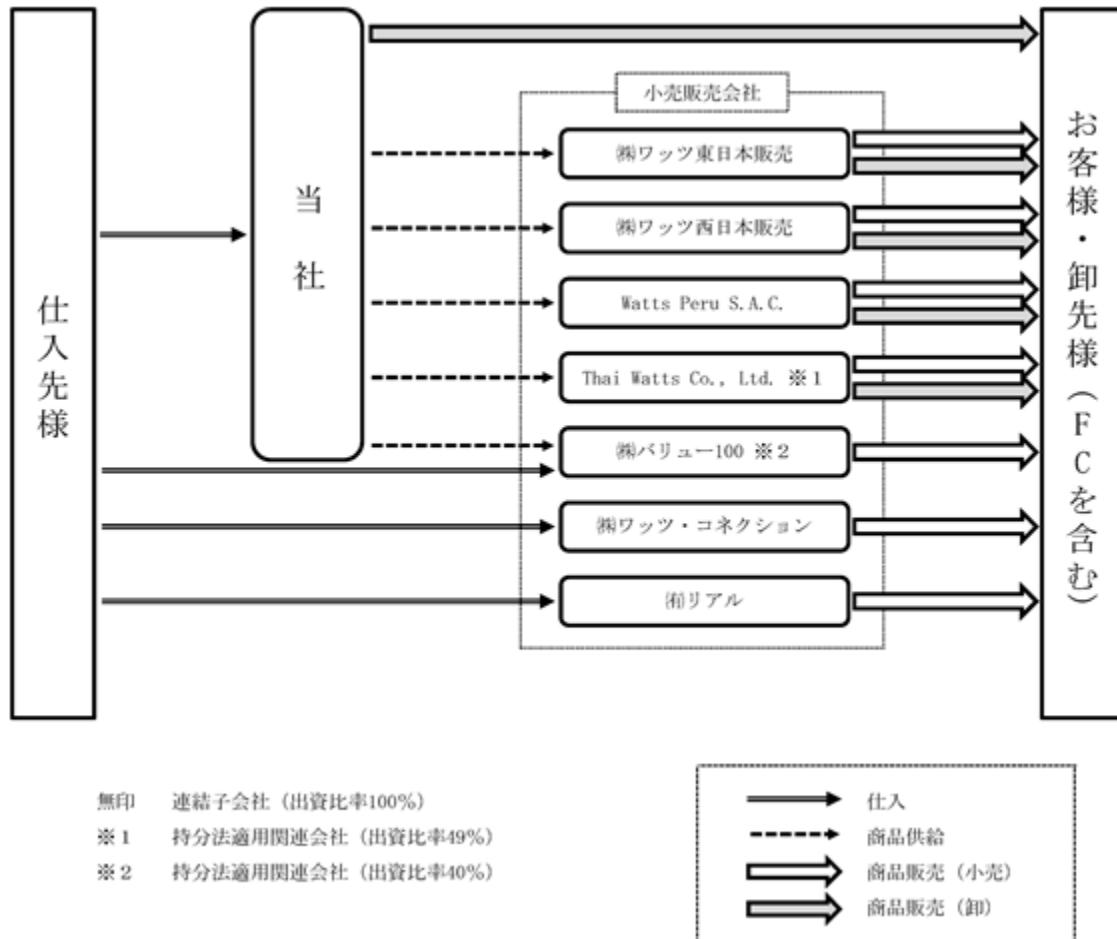 仕入先様
当社
小売販売会社
㈱ワッツ東日本販売
㈱ワッツ西日本販売
Watts Peru S.A.C.
Thai Watts Co., Ltd. ※1
㈱バリュー100 ※2
㈱ワッツ・コネクション
㈲リアル
お客様・卸先様（FCを含む）
無印 連結子会社（出資比率100%）
※1 持分法適用関連会社（出資比率49%）
※2 持分法適用関連会社（出資比率40%）
仕入
商品供給
商品販売（小売）
商品販売（卸）